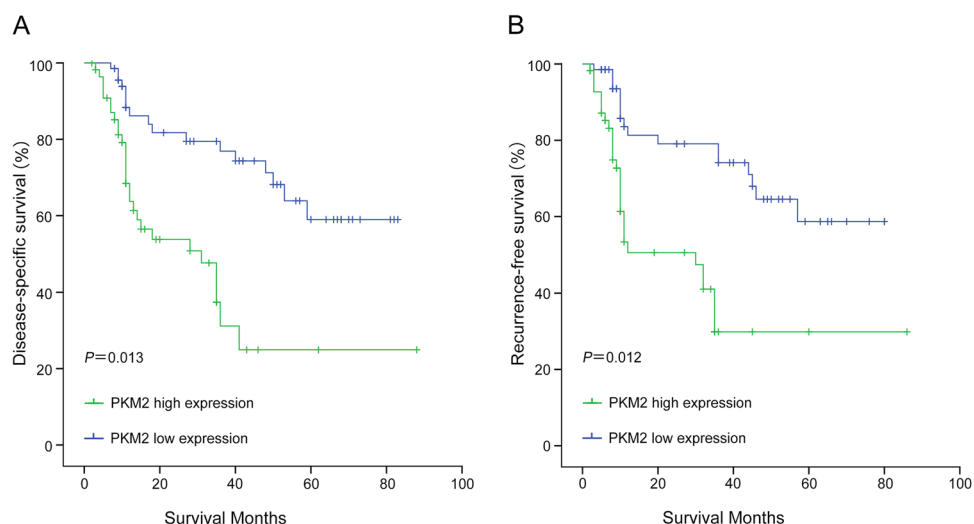 A
100
80
60
40
20
0
Disease-specific survival (%)
P=0.013
PKM2 high expression
PKM2 low expression
0 20 40 60 80 100
Survival Months
B
100
80
60
40
20
0
Recurrence-free survival (%)
P=0.012
PKM2 high expression
PKM2 low expression
0 20 40 60 80 100
Survival Months